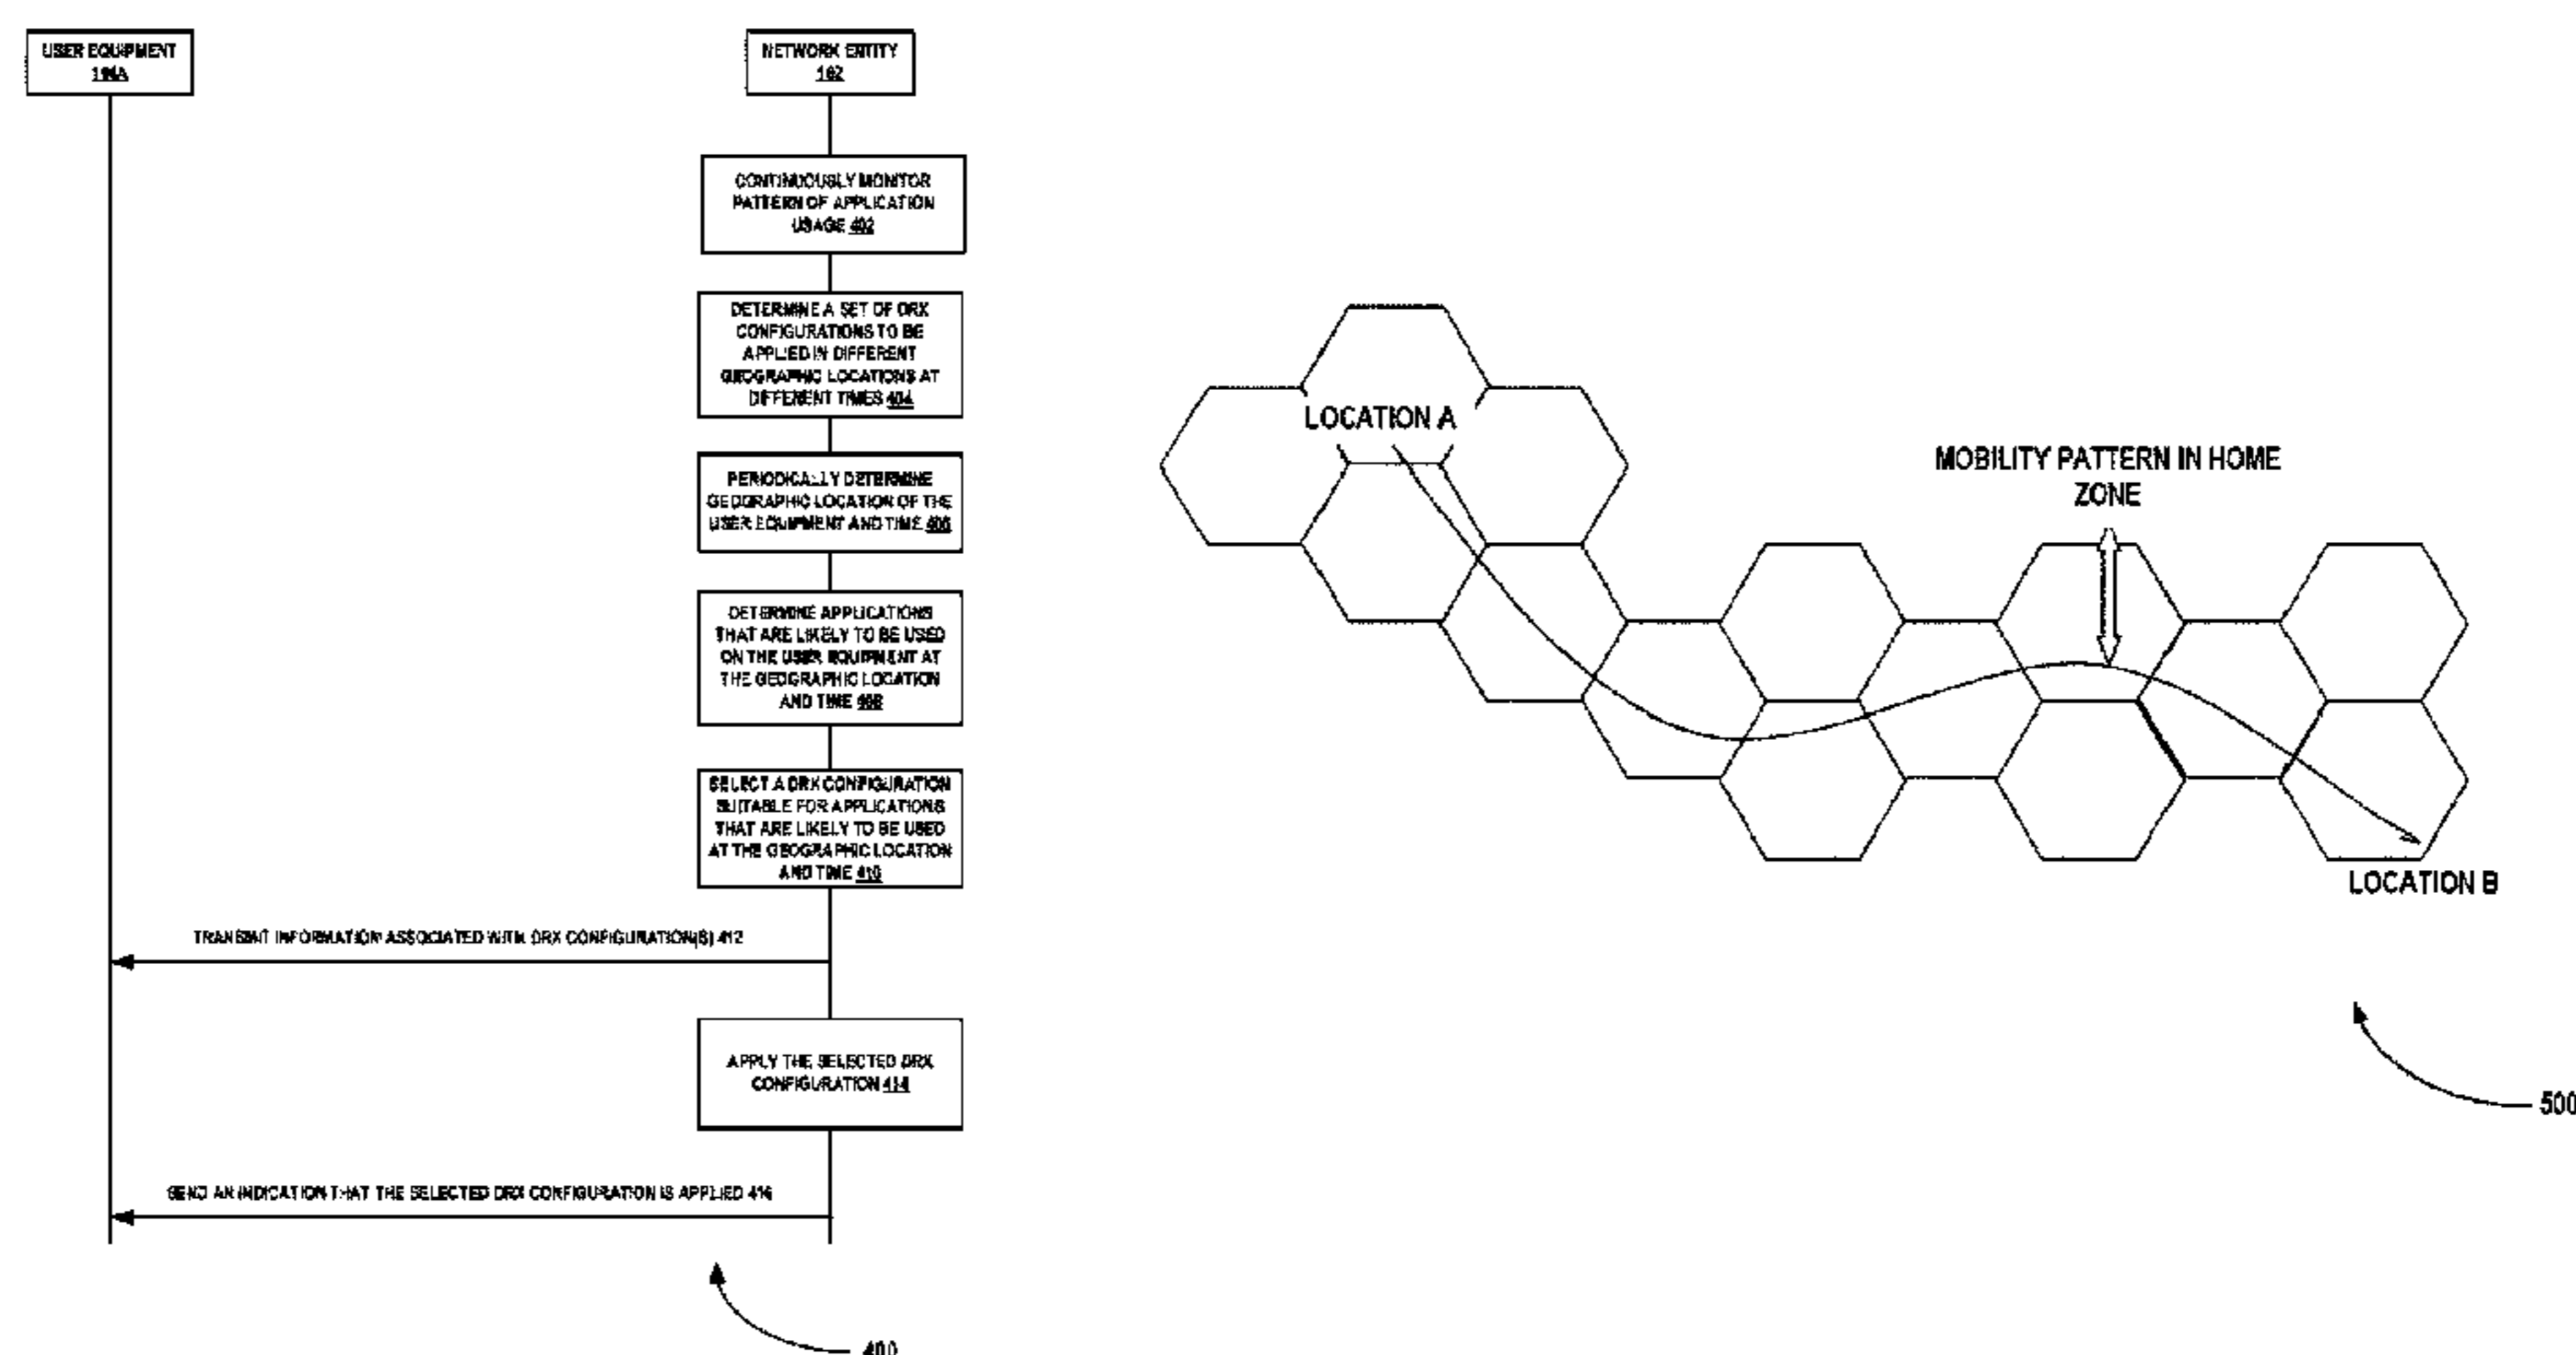 USER EQUIPMENT
104A
NETWORK ENTITY
102
CONTINUOUSLY MONITOR
PATTERN OF APPLICATION
USAGE 402
DETERMINE A SET OF DRX
CONFIGURATIONS TO BE
APPLIED IN DIFFERENT
GEOGRAPHIC LOCATIONS AT
DIFFERENT TIMES 404
PERIODICALLY DETERMINE
GEOGRAPHIC LOCATION OF THE
USER EQUIPMENT AND TIME 406
DETERMINE APPLICATIONS
THAT ARE LIKELY TO BE USED
ON THE USER EQUIPMENT AT
THE GEOGRAPHIC LOCATION
AND TIME 408
SELECT A DRX CONFIGURATION
SUITABLE FOR APPLICATIONS
THAT ARE LIKELY TO BE USED
AT THE GEOGRAPHIC LOCATION
AND TIME 410
TRANSMIT INFORMATION ASSOCIATED WITH DRX CONFIGURATION(S) 412
APPLY THE SELECTED DRX
CONFIGURATION 414
SEND AN INDICATION THAT THE SELECTED DRX CONFIGURATION IS APPLIED 416
400
LOCATION A
MOBILITY PATTERN IN HOME
ZONE
LOCATION B
500